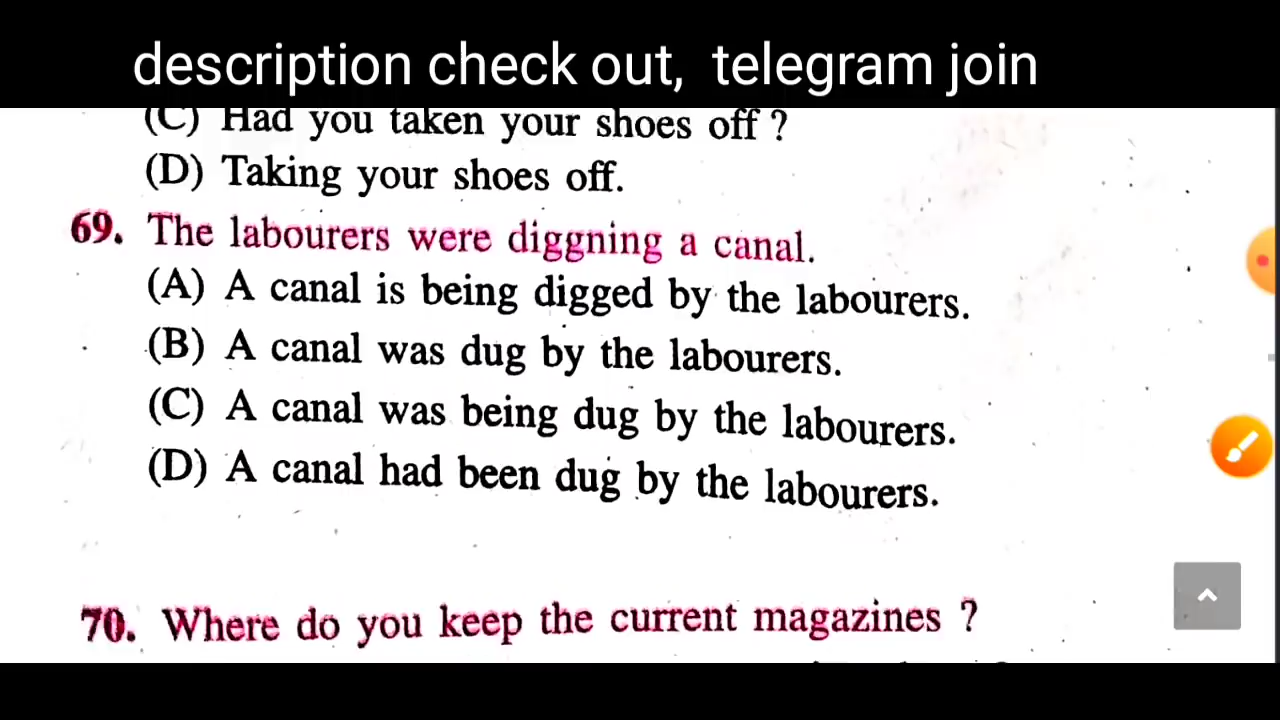 description check out, telegram join
(C) Had you taken your shoes off ?
(D) Taking your shoes off.
69. The labourers were diggning a canal.
(A) A canal is being digged by the labourers.
(B) A canal was dug by the labourers.
(C) A canal was being dug by the labourers.
(D) A canal had been dug by the labourers.
70. Where do you keep the current magazines ?